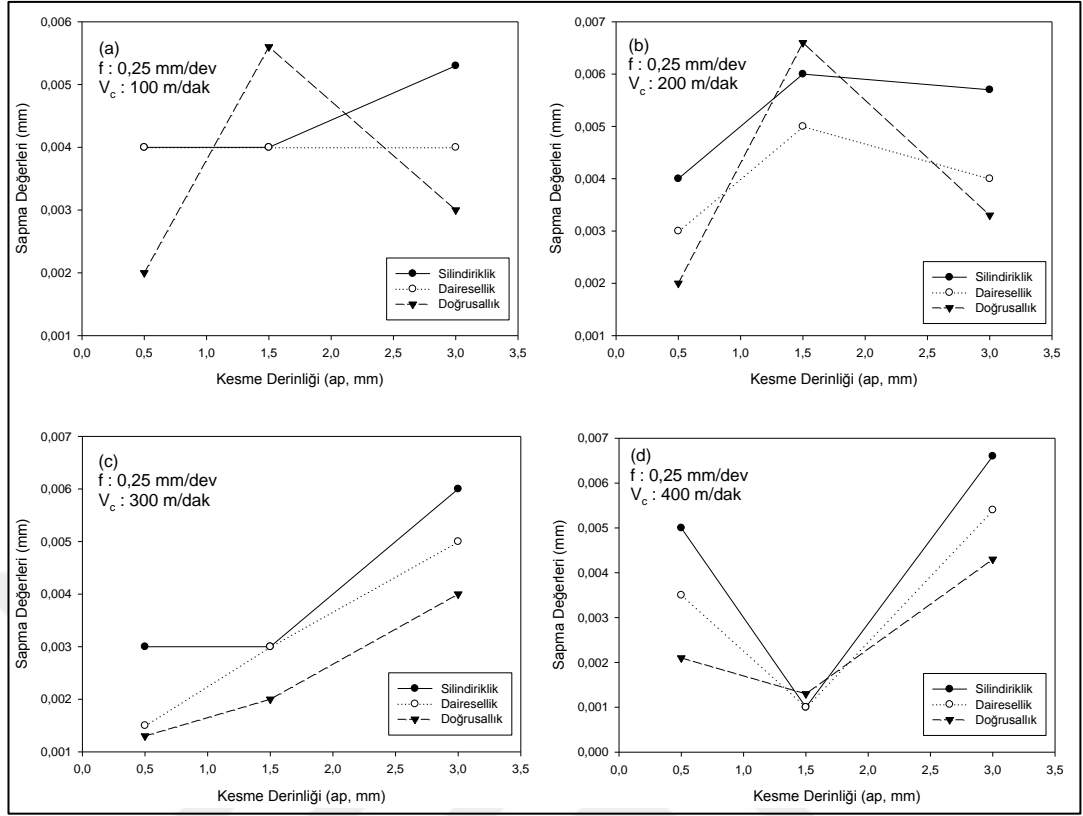 (a)
f : 0,25 mm/dev
Vc : 100 m/dak
Sapma Değerleri (mm)
0,006
0,005
0,004
0,003
0,002
0,001
Silindiriklik
Dairesellik
Doğrusallık
0,0 0,5 1,0 1,5 2,0 2,5 3,0 3,5
Kesme Derinliği (ap, mm)
(b)
f : 0,25 mm/dev
Vc : 200 m/dak
Sapma Değerleri (mm)
0,007
0,006
0,005
0,004
0,003
0,002
0,001
Silindiriklik
Dairesellik
Doğrusallık
0,0 0,5 1,0 1,5 2,0 2,5 3,0 3,5
Kesme Derinliği (ap, mm)
(c)
f : 0,25 mm/dev
Vc : 300 m/dak
Sapma Değerleri (mm)
0,007
0,006
0,005
0,004
0,003
0,002
0,001
Silindiriklik
Dairesellik
Doğrusallık
0,0 0,5 1,0 1,5 2,0 2,5 3,0 3,5
Kesme Derinliği (ap, mm)
(d)
f : 0,25 mm/dev
Vc : 400 m/dak
Sapma Değerleri (mm)
0,007
0,006
0,005
0,004
0,003
0,002
0,001
0,000
Silindiriklik
Dairesellik
Doğrusallık
0,0 0,5 1,0 1,5 2,0 2,5 3,0 3,5
Kesme Derinliği (ap, mm)